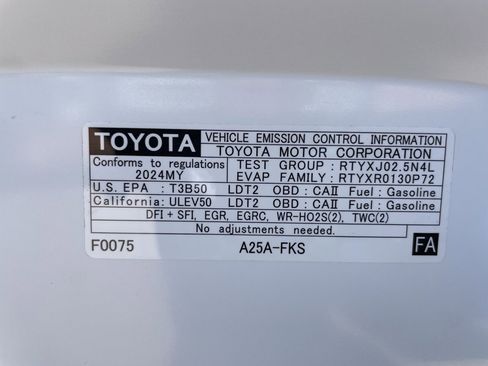 TOYOTA VEHICLE EMISSION CONTROL INFORMATION
TOYOTA MOTOR CORPORATION
Conforms to regulations TEST GROUP : RTYXJ02.5N4L
2024MY EVAP FAMILY : RTYXR0130P72
U.S. EPA : T3B50 LDT2 OBD : CAII Fuel : Gasoline
California: ULEV50 LDT2 OBD : CAII Fuel : Gasoline
DFI + SFI, EGR, EGRC, WR-HO2S(2), TWC(2)
No adjustments needed.
F0075 A25A-FKS FA